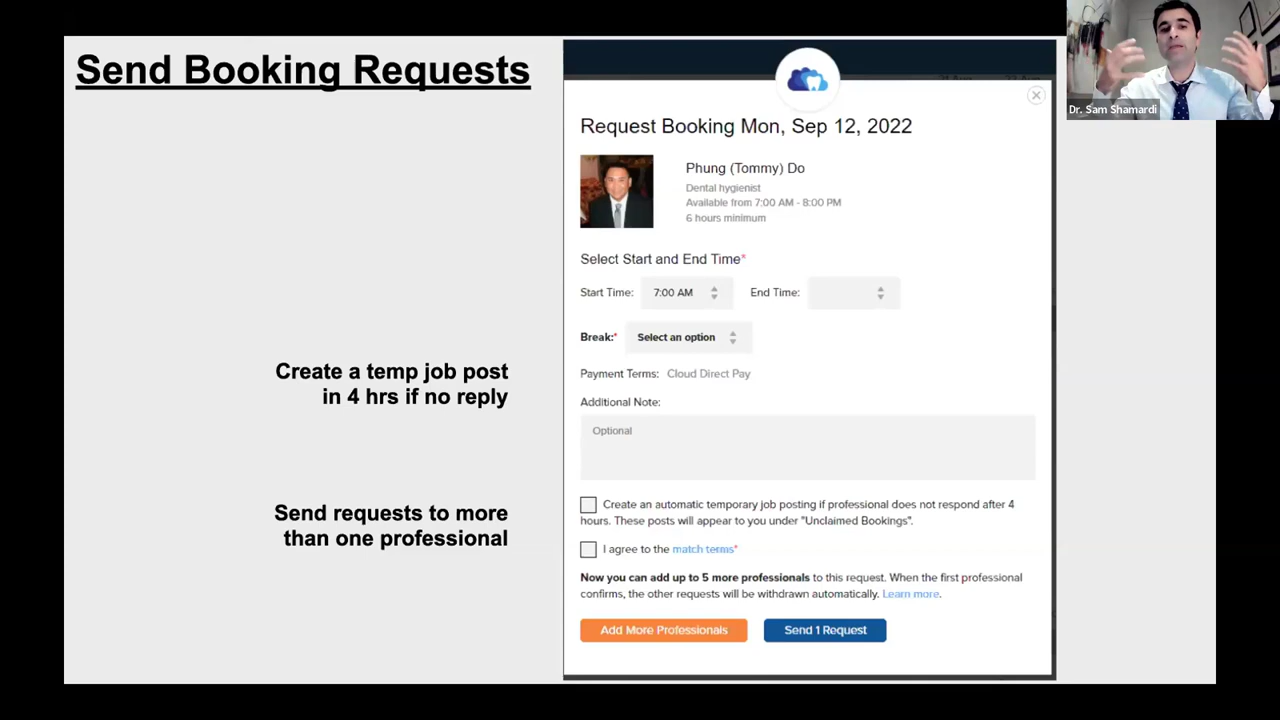 Send Booking Requests
Dr. Sam Shamardi
Request Booking Mon, Sep 12, 2022
Phung (Tommy) Do
Dental hygienist
Available from 7:00 AM - 8:00 PM
6 hours minimum
Select Start and End Time*
Start Time: 7:00 AM End Time:
Break:* Select an option
Payment Terms: Cloud Direct Pay
Additional Note:
Optional
Create a temp job post
in 4 hrs if no reply
Create an automatic temporary job posting if professional does not respond after 4
hours. These posts will appear to you under "Unclaimed Bookings".
Send requests to more
than one professional
I agree to the match terms*
Now you can add up to 5 more professionals to this request. When the first professional
confirms, the other requests will be withdrawn automatically. Learn more.
Add More Professionals Send 1 Request